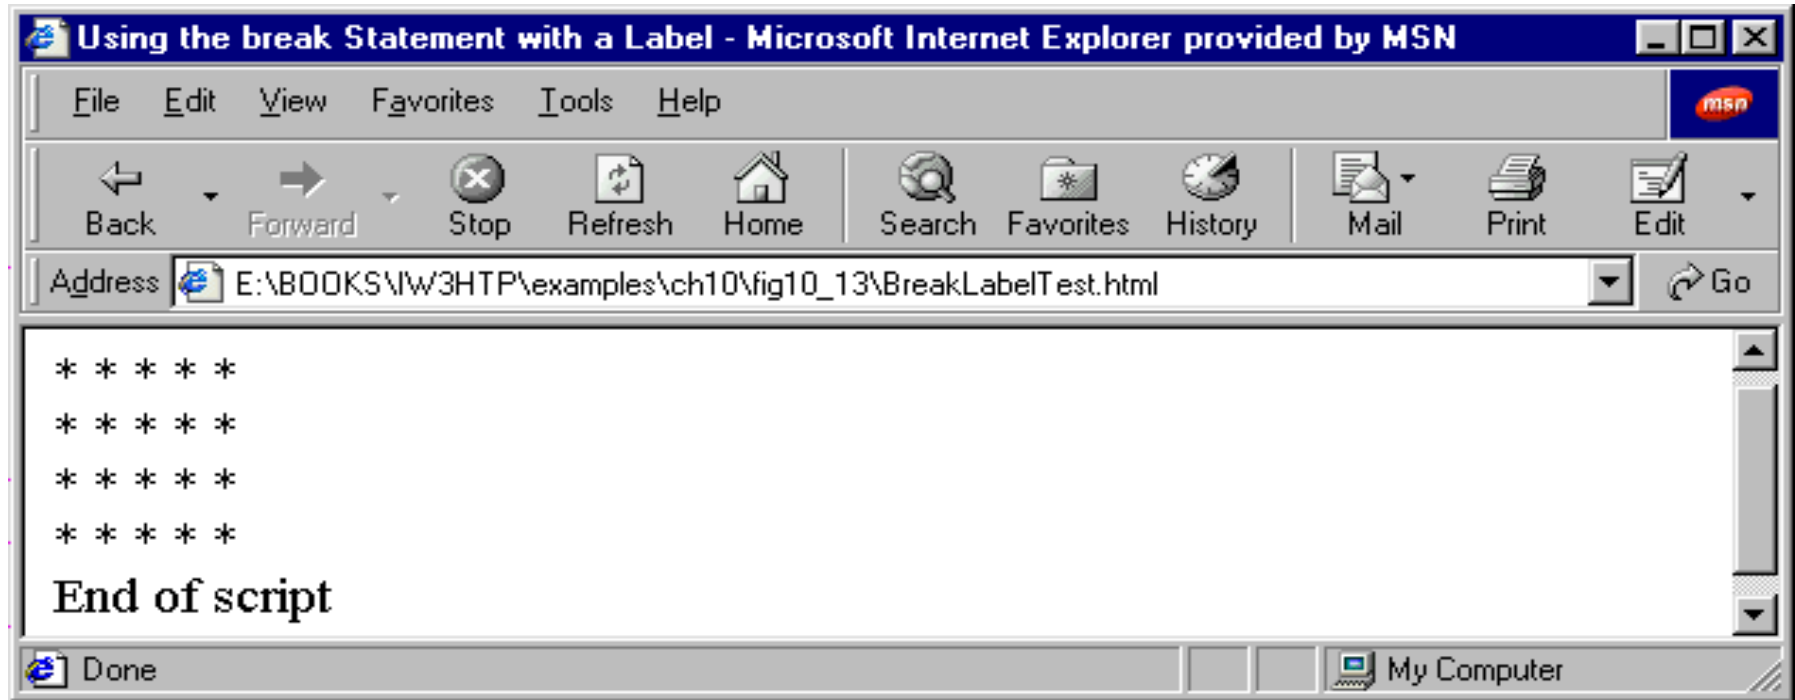 Using the break Statement with a Label - Microsoft Internet Explorer provided by MSN
File Edit View Favorites Tools Help
msn
Back Forward Stop Refresh Home Search Favorites History Mail Print Edit
Address E:\BOOKS\IW3HTP\examples\ch10\fig10_13\BreakLabelTest.html Go
* * * * *
* * * * *
* * * * *
* * * * *
End of script
Done My Computer